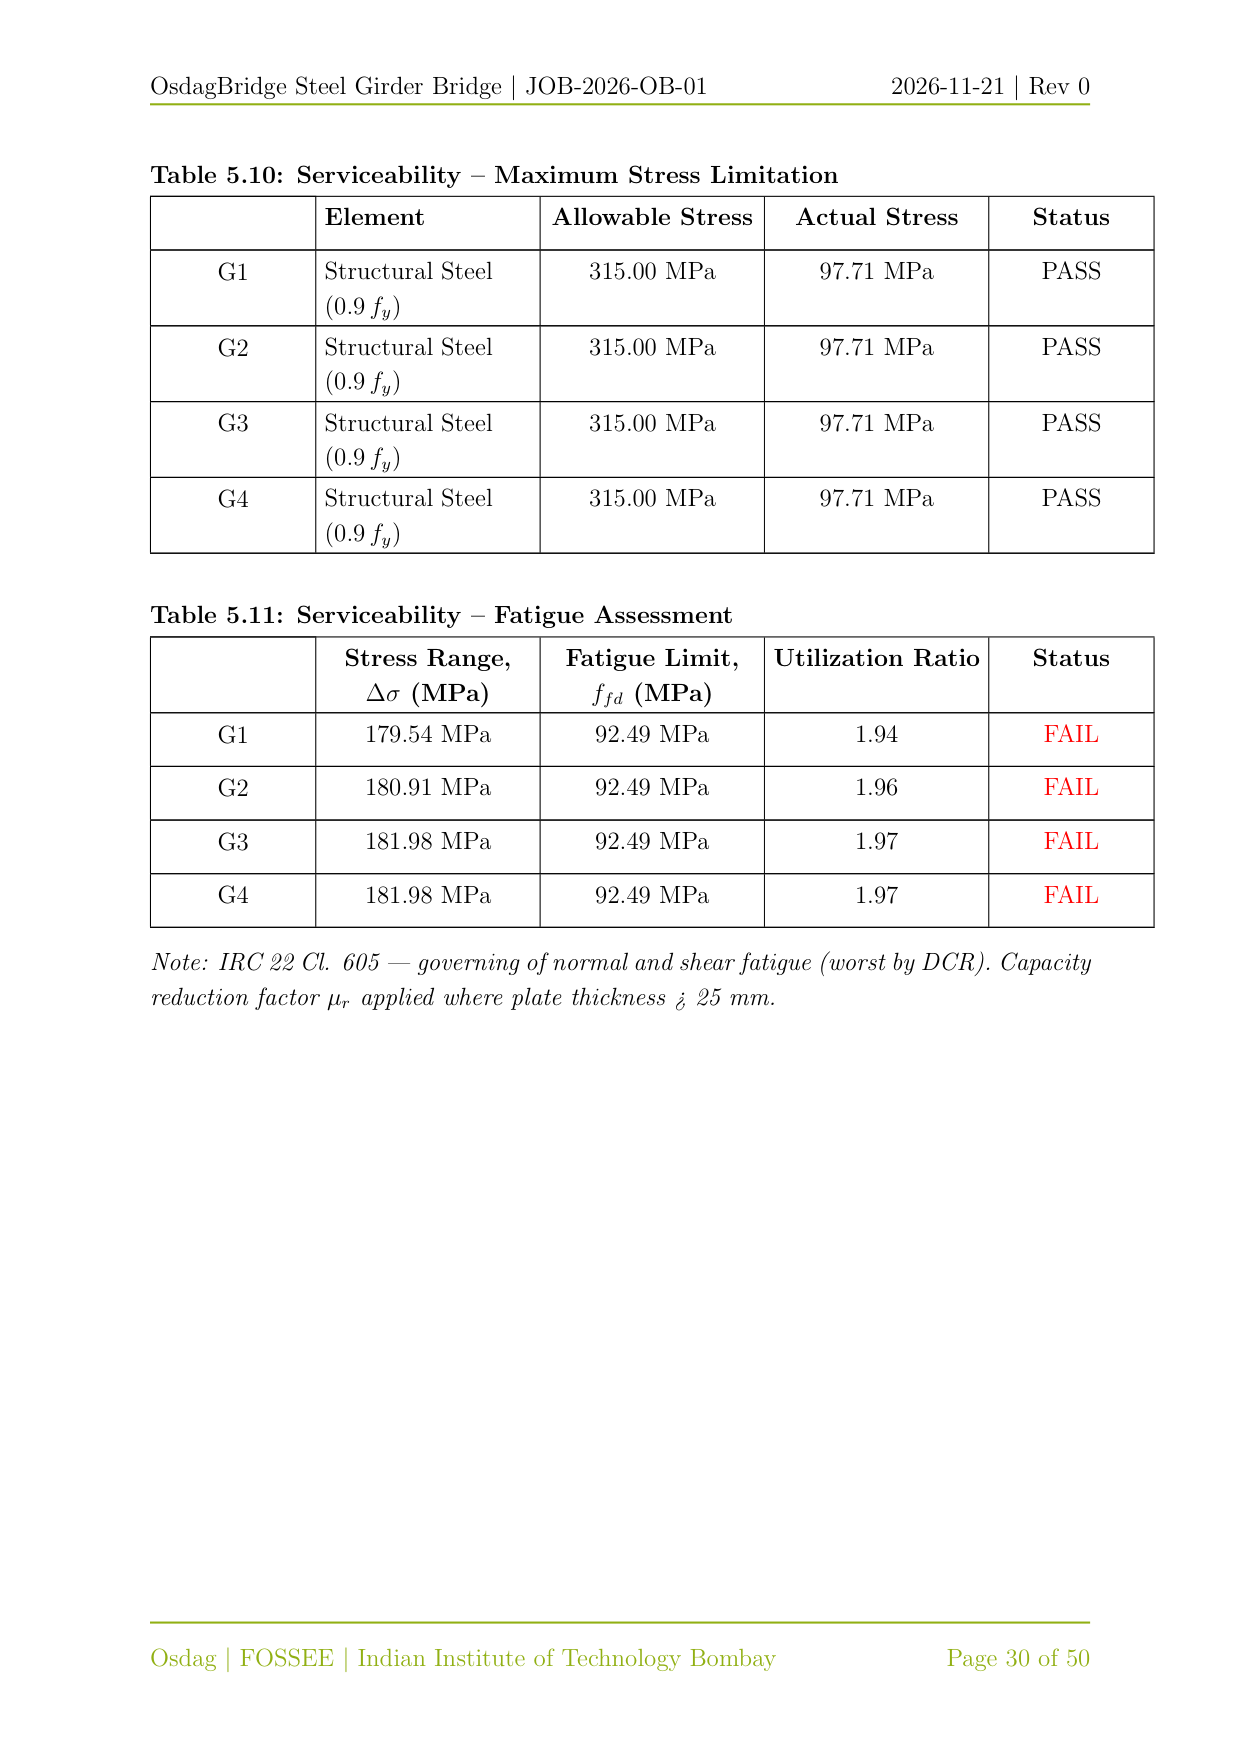 OsdagBridge Steel Girder Bridge | JOB-2026-OB-01 2026-11-21 | Rev 0
Table 5.10: Serviceability – Maximum Stress Limitation
Element Allowable Stress Actual Stress Status
G1 Structural Steel 315.00 MPa 97.71 MPa PASS
(0.9 f_y)
G2 Structural Steel 315.00 MPa 97.71 MPa PASS
(0.9 f_y)
G3 Structural Steel 315.00 MPa 97.71 MPa PASS
(0.9 f_y)
G4 Structural Steel 315.00 MPa 97.71 MPa PASS
(0.9 f_y)
Table 5.11: Serviceability – Fatigue Assessment
Stress Range, Fatigue Limit, Utilization Ratio Status
Δσ (MPa) f_fd (MPa)
G1 179.54 MPa 92.49 MPa 1.94 FAIL
G2 180.91 MPa 92.49 MPa 1.96 FAIL
G3 181.98 MPa 92.49 MPa 1.97 FAIL
G4 181.98 MPa 92.49 MPa 1.97 FAIL
Note: IRC 22 Cl. 605 — governing of normal and shear fatigue (worst by DCR). Capacity
reduction factor μ_r applied where plate thickness ¿ 25 mm.
Osdag | FOSSEE | Indian Institute of Technology Bombay Page 30 of 50